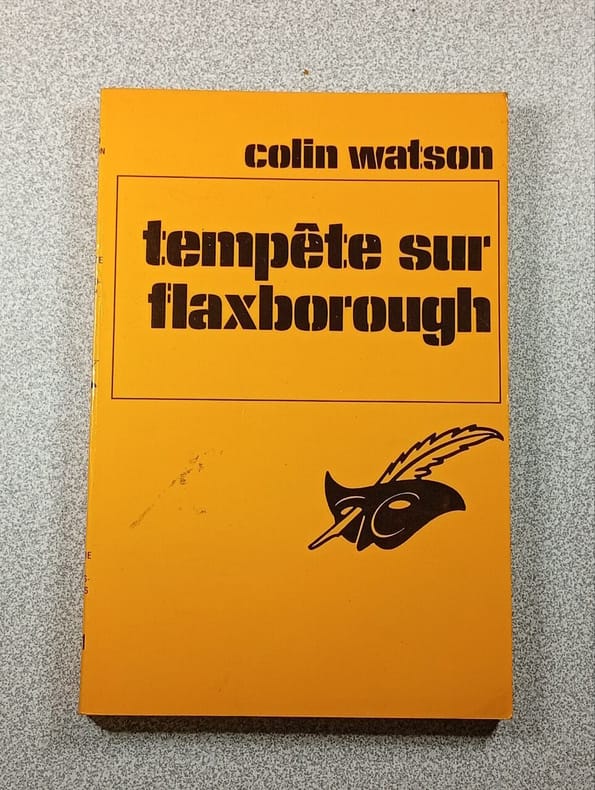 colin watson
tempête sur
flaxborough